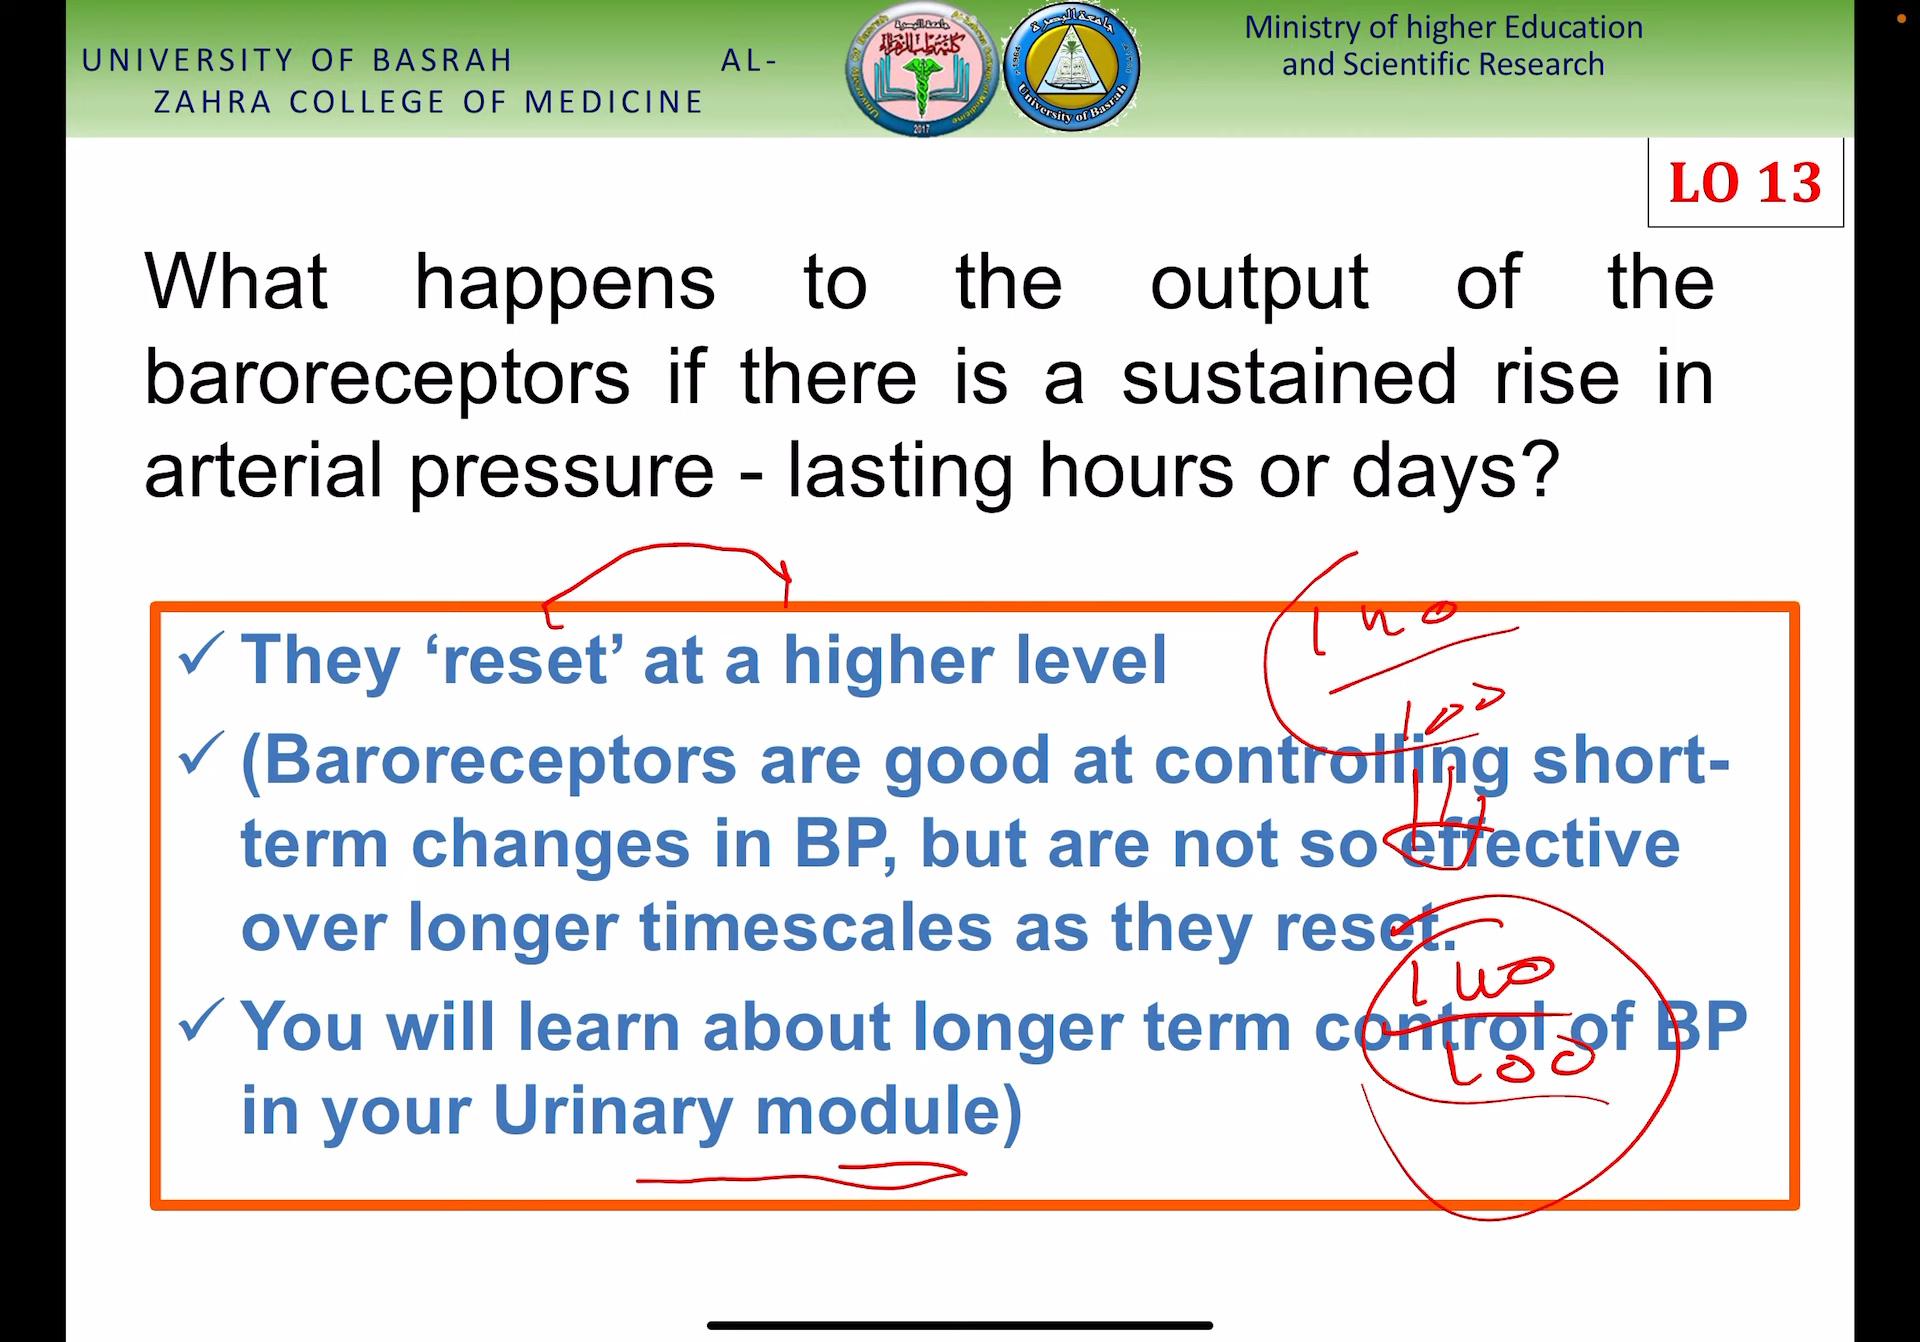 UNIVERSITY OF BASRAH AL-
ZAHRA COLLEGE OF MEDICINE
2017
University of Basrah
Ministry of higher Education
and Scientific Research
LO 13
What happens to the output of the
baroreceptors if there is a sustained rise in
arterial pressure - lasting hours or days?
✓ They ‘reset’ at a higher level
✓ (Baroreceptors are good at controlling short-
term changes in BP, but are not so effective
over longer timescales as they reset.
✓ You will learn about longer term control of BP
in your Urinary module)
140
100
140
100